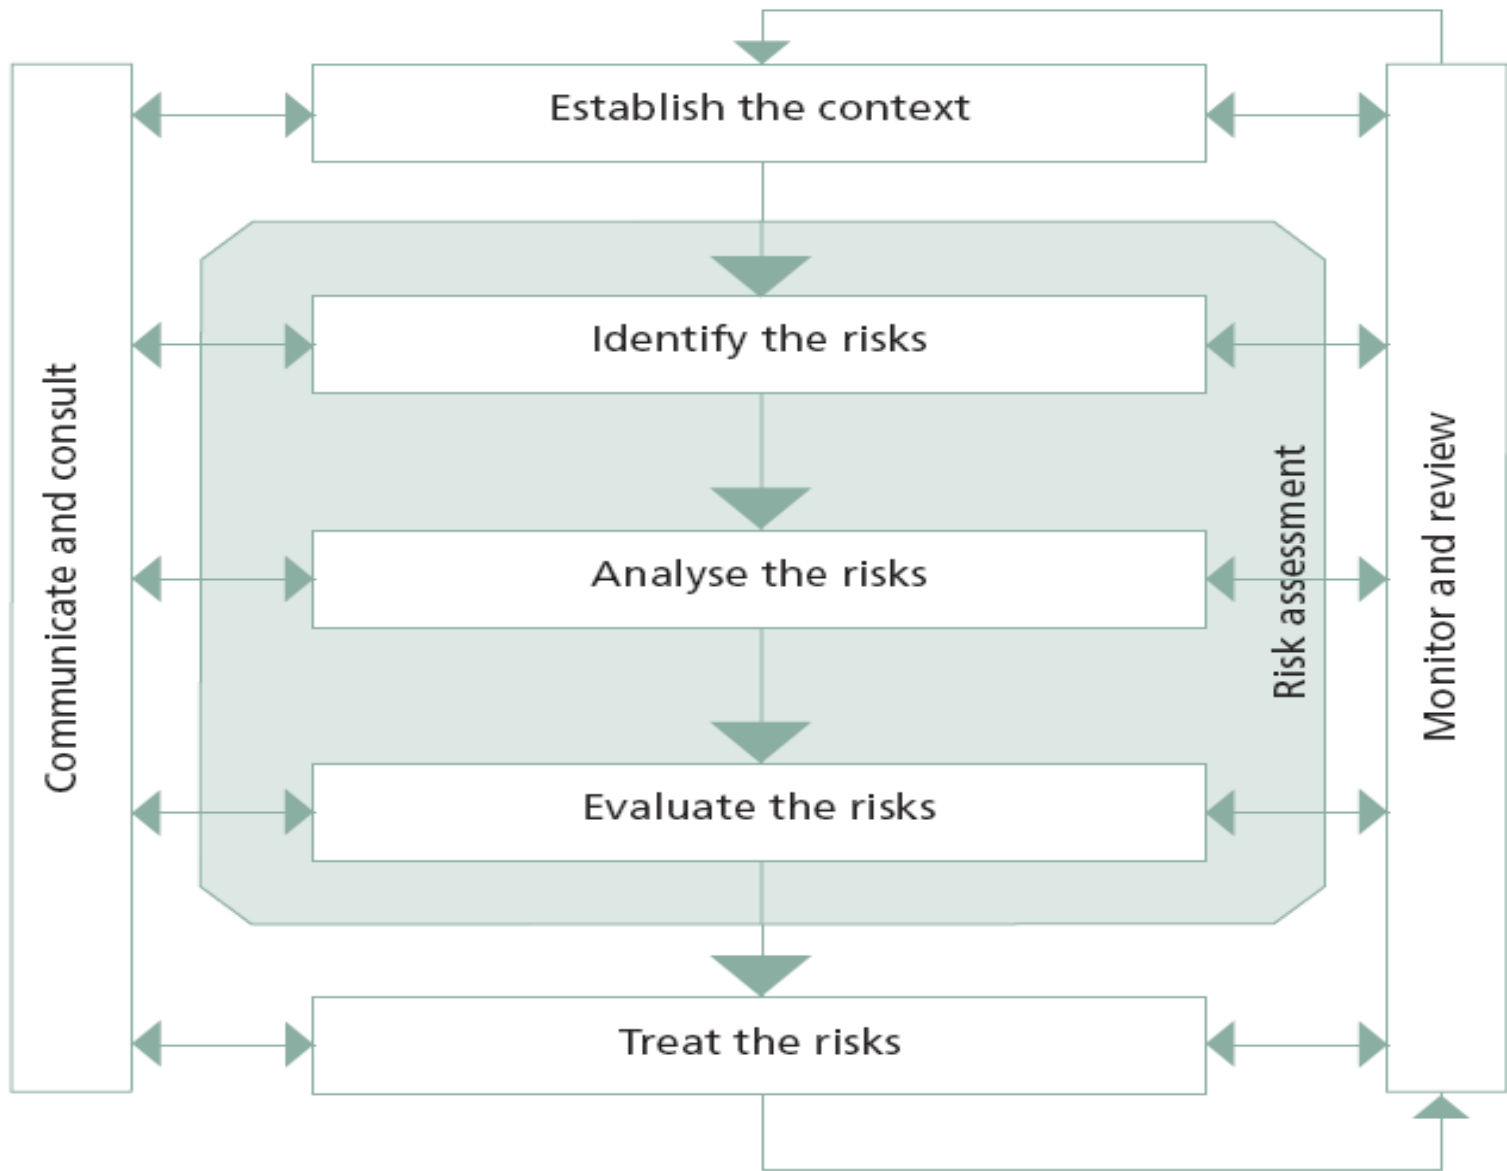 Establish the context
Identify the risks
Analyse the risks
Evaluate the risks
Treat the risks
Communicate and consult
Risk assessment
Monitor and review